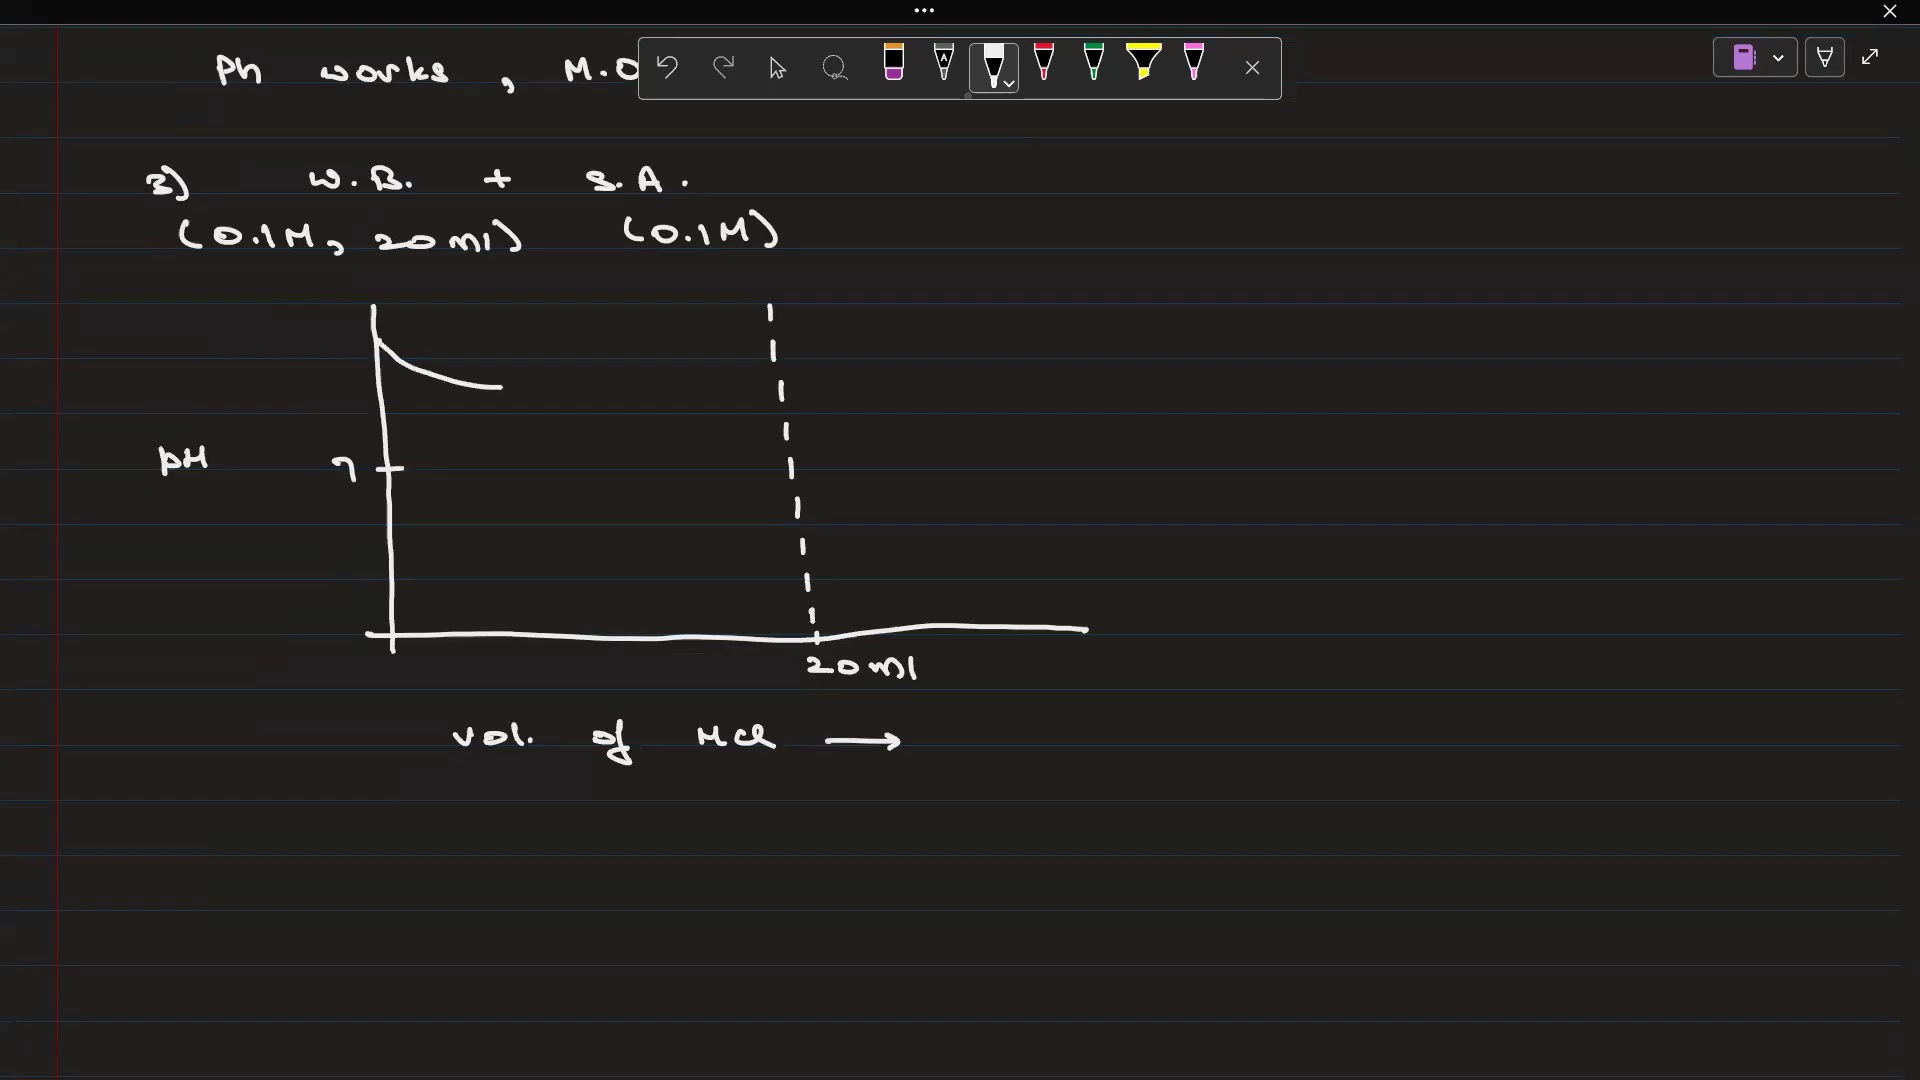 Ph works, M.O
3) W.B. + S.A.
(0.1M, 20ml) (0.1M)
pH 7
20ml
vol. of HCl →